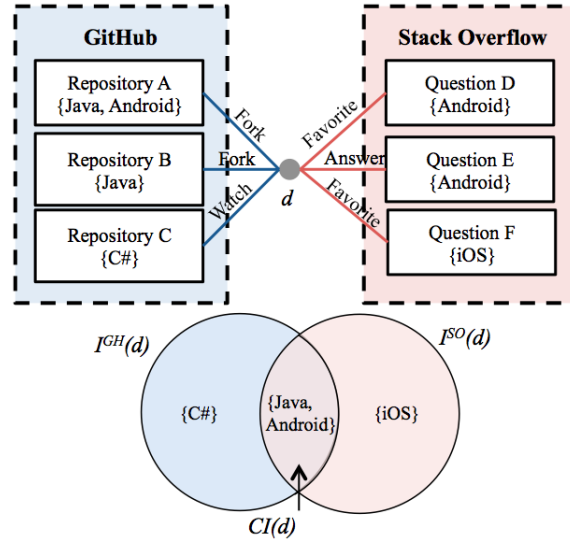 GitHub
Stack Overflow
Repository A
{Java, Android}
Repository B
{Java}
Repository C
{C#}
Fork
Fork
Watch
d
Favorite
Answer
Favorite
Question D
{Android}
Question E
{Android}
Question F
{iOS}
I^GH(d)
I^SO(d)
{C#}
{Java,
Android}
{iOS}
CI(d)